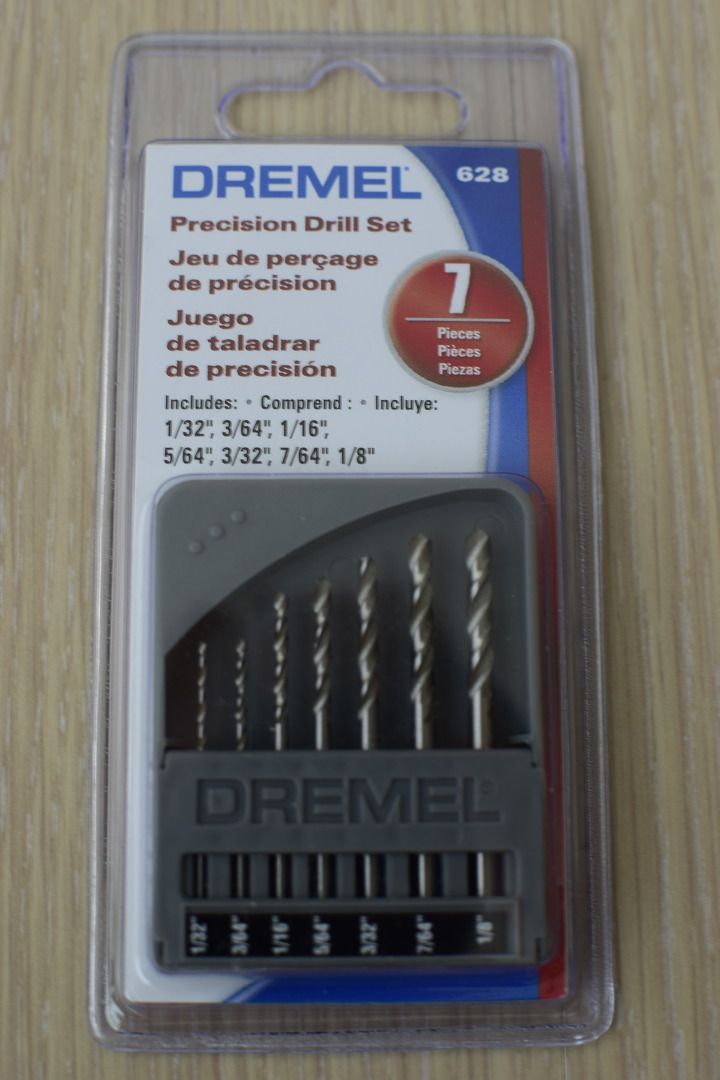 DREMEL® 628
Precision Drill Set
Jeu de perçage
de précision
Juego
de taladrar
de precisión
7
Pieces
Pièces
Piezas
Includes: • Comprend : • Incluye:
1/32", 3/64", 1/16",
5/64", 3/32", 7/64", 1/8"
DREMEL®
1/32" 3/64" 1/16" 5/64" 3/32" 7/64" 1/8"